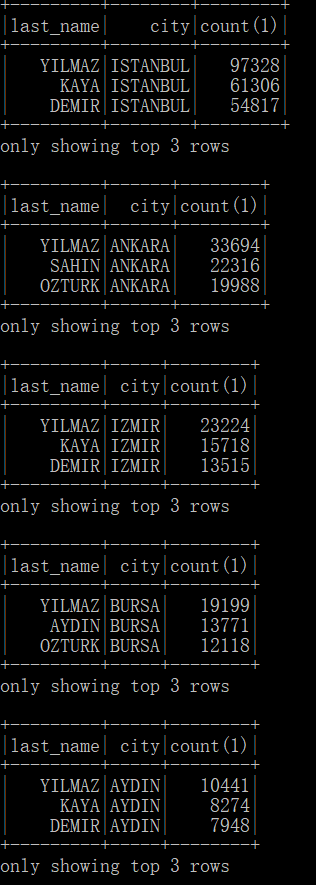 +---------+--------+--------+
|last_name|    city|count(1)|
+---------+--------+--------+
|   YILMAZ|ISTANBUL|   97328|
|     KAYA|ISTANBUL|   61306|
|    DEMIR|ISTANBUL|   54817|
+---------+--------+--------+
only showing top 3 rows
+---------+------+--------+
|last_name|  city|count(1)|
+---------+------+--------+
|   YILMAZ|ANKARA|   33694|
|    SAHIN|ANKARA|   22316|
|   OZTURK|ANKARA|   19988|
+---------+------+--------+
only showing top 3 rows
+---------+-----+--------+
|last_name| city|count(1)|
+---------+-----+--------+
|   YILMAZ|IZMIR|   23224|
|     KAYA|IZMIR|   15718|
|    DEMIR|IZMIR|   13515|
+---------+-----+--------+
only showing top 3 rows
+---------+-----+--------+
|last_name| city|count(1)|
+---------+-----+--------+
|   YILMAZ|BURSA|   19199|
|    AYDIN|BURSA|   13771|
|   OZTURK|BURSA|   12118|
+---------+-----+--------+
only showing top 3 rows
+---------+-----+--------+
|last_name| city|count(1)|
+---------+-----+--------+
|   YILMAZ|AYDIN|   10441|
|     KAYA|AYDIN|    8274|
|    DEMIR|AYDIN|    7948|
+---------+-----+--------+
only showing top 3 rows